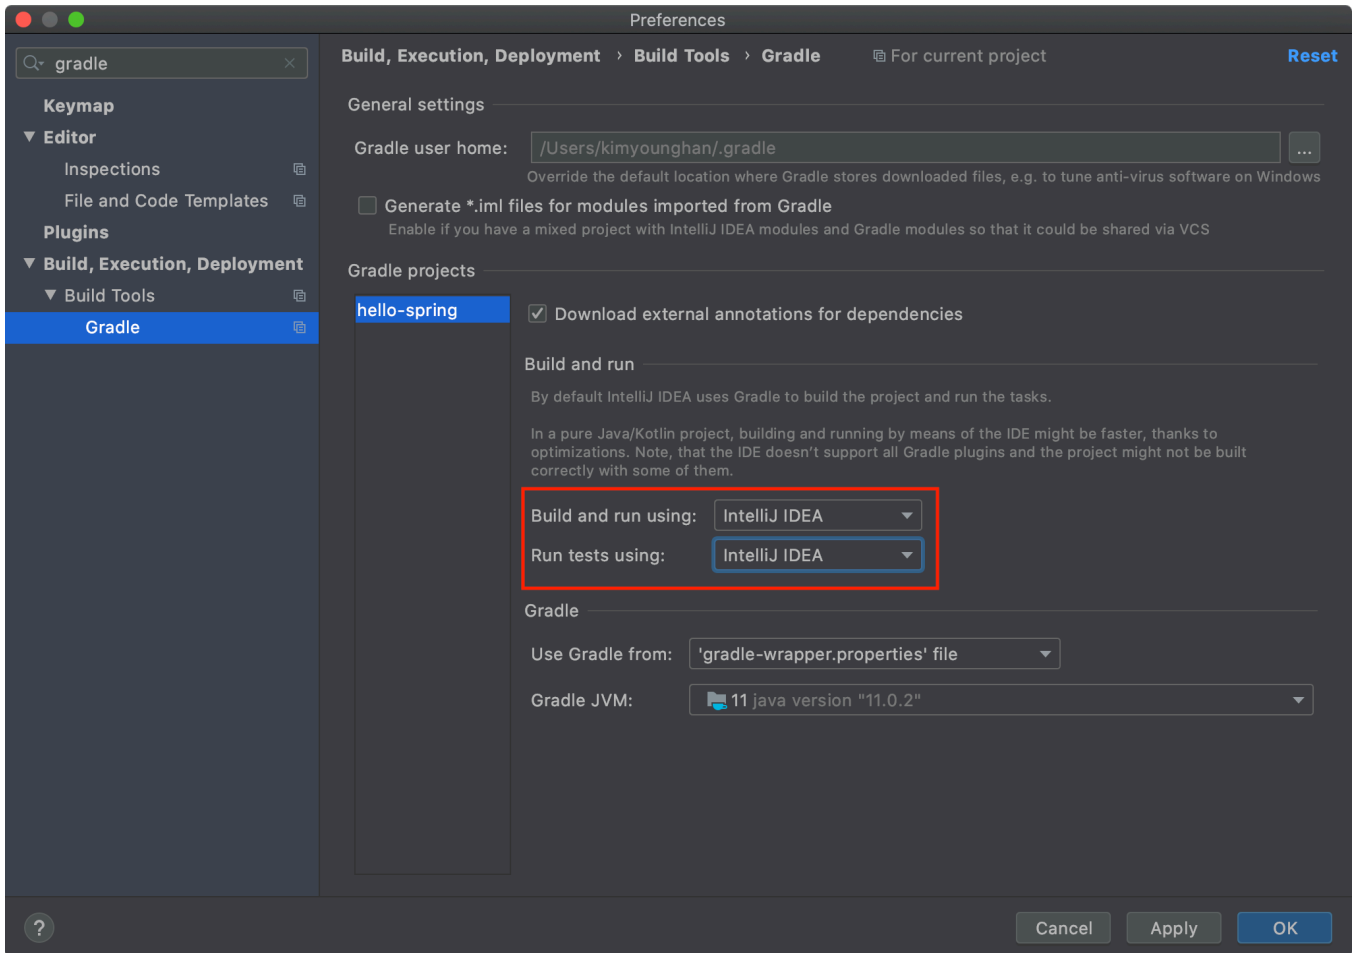 Preferences
gradle
Keymap
Editor
Inspections
File and Code Templates
Plugins
Build, Execution, Deployment
Build Tools
Gradle
Build, Execution, Deployment › Build Tools › Gradle
For current project
Reset
General settings
Gradle user home:
/Users/kimyounghan/.gradle
...
Override the default location where Gradle stores downloaded files, e.g. to tune anti-virus software on Windows
Generate *.iml files for modules imported from Gradle
Enable if you have a mixed project with IntelliJ IDEA modules and Gradle modules so that it could be shared via VCS
Gradle projects
hello-spring
Download external annotations for dependencies
Build and run
By default IntelliJ IDEA uses Gradle to build the project and run the tasks.
In a pure Java/Kotlin project, building and running by means of the IDE might be faster, thanks to
optimizations. Note, that the IDE doesn't support all Gradle plugins and the project might not be built
correctly with some of them.
Build and run using: IntelliJ IDEA
Run tests using: IntelliJ IDEA
Gradle
Use Gradle from: 'gradle-wrapper.properties' file
Gradle JVM: 11 java version "11.0.2"
?
Cancel
Apply
OK